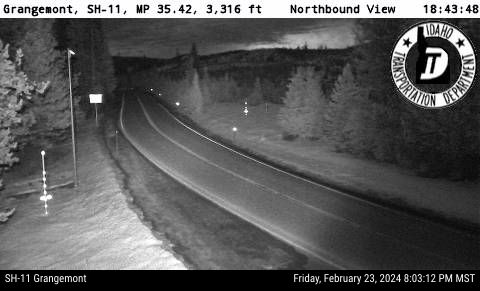 Grangemont, SH-11, MP 35.42, 3,316 ft Northbound View 18:43:48
IDAHO
TRANSPORTATION DEPARTMENT
SH-11 Grangemont Friday, February 23, 2024 8:03:12 PM MST